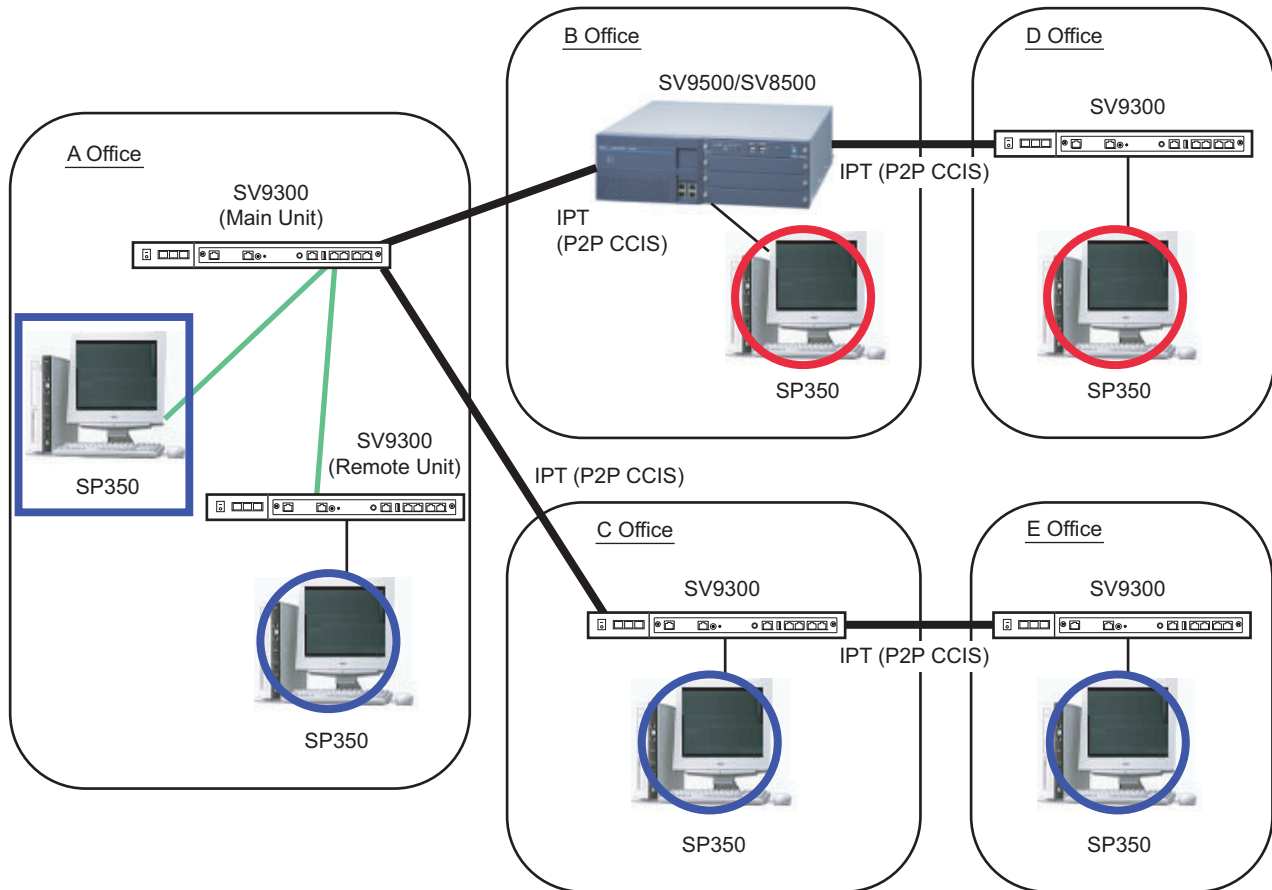 A Office
SV9300
(Main Unit)
SP350
SV9300
(Remote Unit)
SP350
B Office
SV9500/SV8500
IPT
(P2P CCIS)
SP350
IPT (P2P CCIS)
D Office
SV9300
SP350
IPT (P2P CCIS)
C Office
SV9300
SP350
IPT (P2P CCIS)
E Office
SV9300
SP350